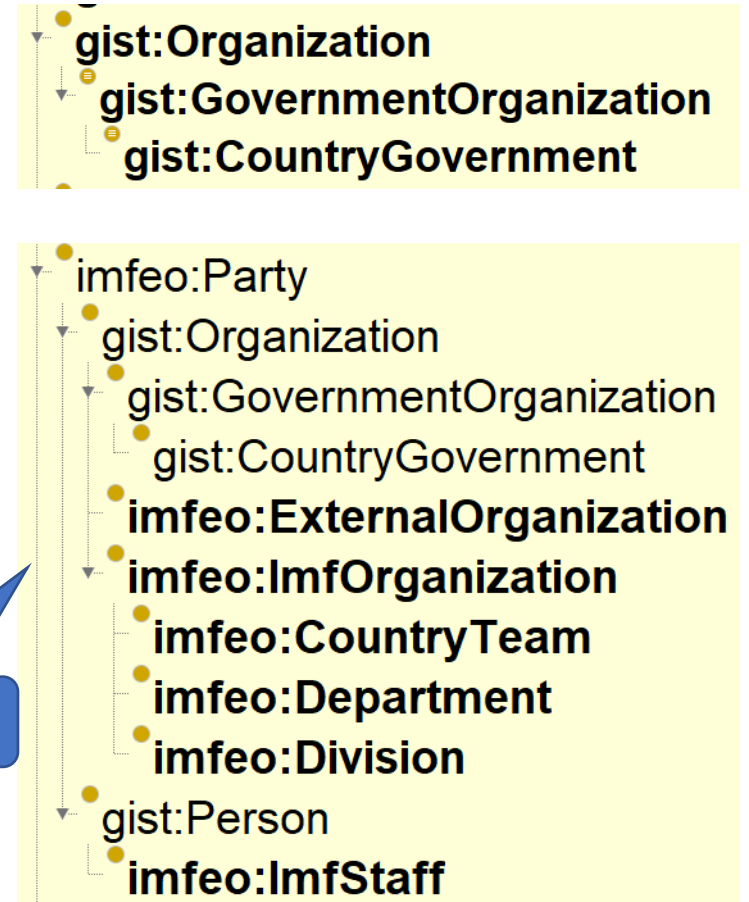 gist:Organization
gist:GovernmentOrganization
gist:CountryGovernment
imfeo:Party
gist:Organization
gist:GovernmentOrganization
gist:CountryGovernment
imfeo:ExternalOrganization
imfeo:ImfOrganization
imfeo:CountryTeam
imfeo:Department
imfeo:Division
gist:Person
imfeo:ImfStaff